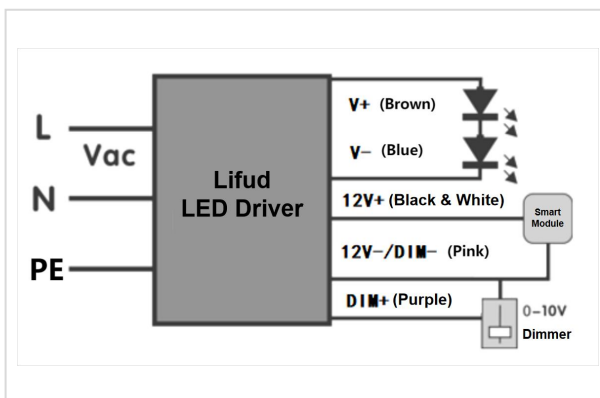 L
Vac
N
PE
Lifud
LED Driver
V+ (Brown)
V- (Blue)
12V+ (Black & White)
12V-/DIM- (Pink)
DIM+ (Purple)
Smart
Module
0-10V
Dimmer